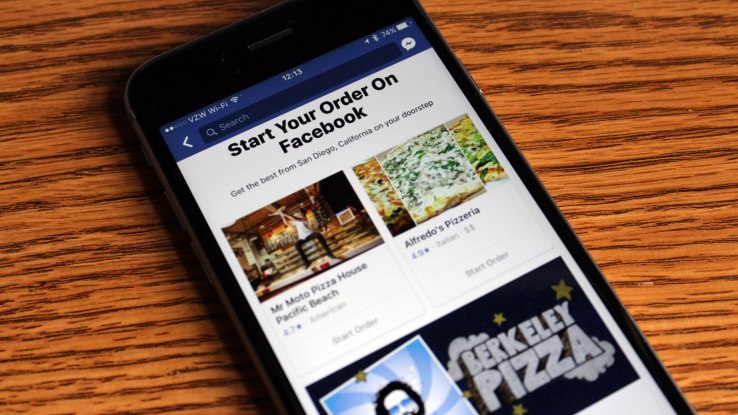 VZW Wi-Fi
12:13
74%
Search
Start Your Order On
Facebook
Get the best from San Diego, California on your doorstep
Mr Moto Pizza House
Pacific Beach
4.7★ · American
Start Order
Alfredo's Pizzeria
4.9★ · Italian · $$
Start Order
BERKELEY
PIZZA